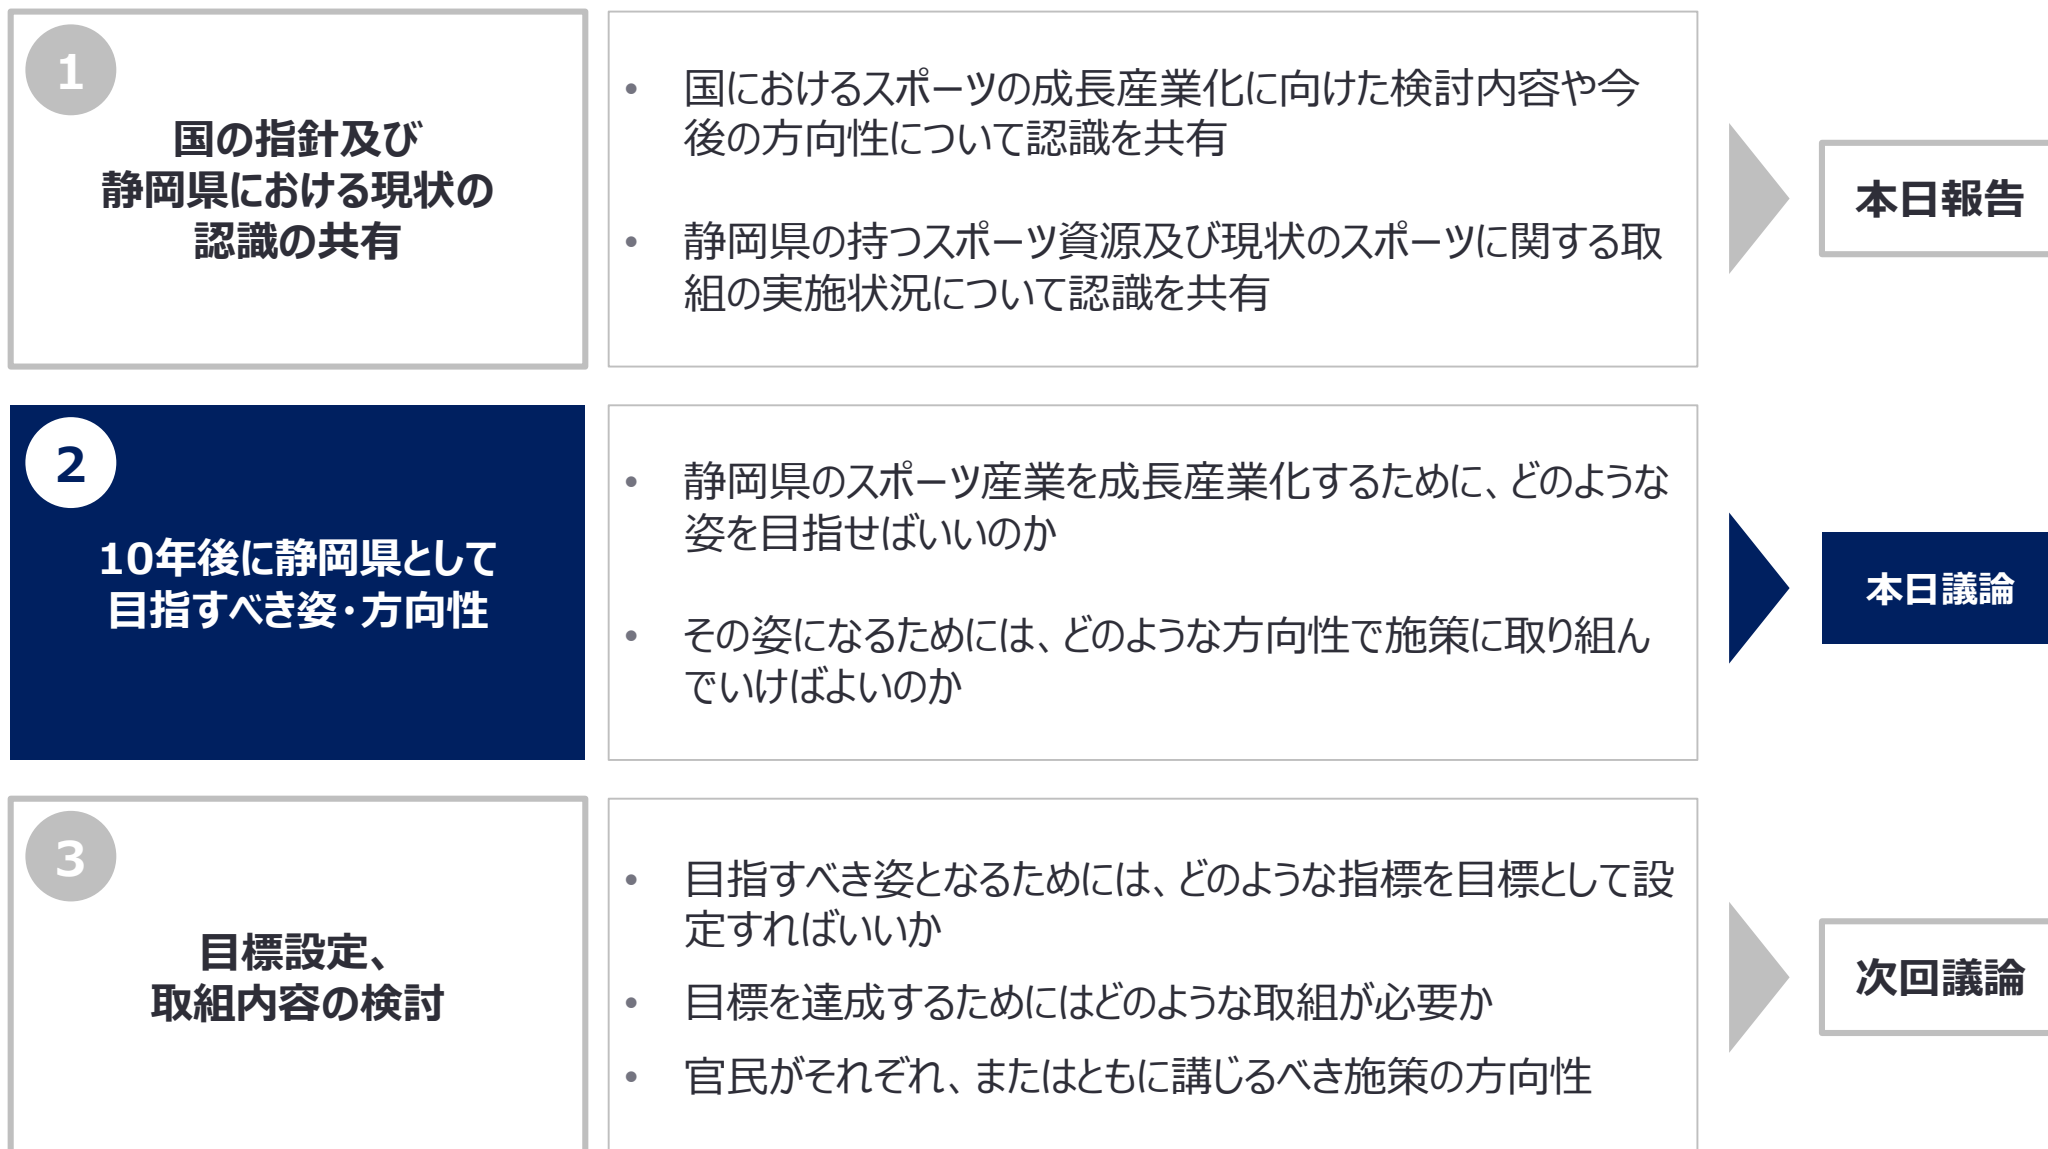 1
国の指針及び
静岡県における現状の
認識の共有
• 国におけるスポーツの成長産業化に向けた検討内容や今
後の方向性について認識を共有
• 静岡県の持つスポーツ資源及び現状のスポーツに関する取
組の実施状況について認識を共有
本日報告
2
10年後に静岡県として
目指すべき姿・方向性
• 静岡県のスポーツ産業を成長産業化するために、どのような
姿を目指せばいいのか
• その姿になるためには、どのような方向性で施策に取り組ん
でいけばよいのか
本日議論
3
目標設定、
取組内容の検討
• 目指すべき姿となるためには、どのような指標を目標として設
定すればいいか
• 目標を達成するためにはどのような取組が必要か
• 官民がそれぞれ、またはともに講じるべき施策の方向性
次回議論